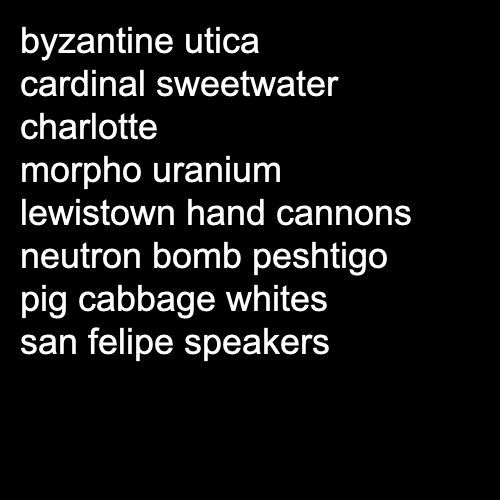 byzantine utica
cardinal sweetwater
charlotte
morpho uranium
lewistown hand cannons
neutron bomb peshtigo
pig cabbage whites
san felipe speakers